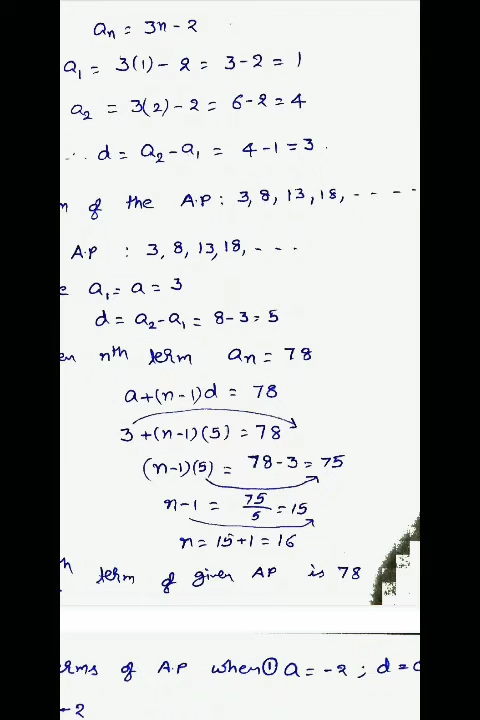 an = 3n-2
a1 = 3(1)-2 = 3-2 = 1
a2 = 3(2)-2 = 6-2 = 4
∴ d = a2-a1 = 4-1 = 3.
of the A.P : 3, 8, 13, 18, - - - -
A.P : 3, 8, 13, 18, - - -
a1 = a = 3
d = a2-a1 = 8-3 = 5
nth term an = 78
a+(n-1)d = 78
3+(n-1)(5) = 78
(n-1)(5) = 78-3 = 75
n-1 = 75/5 = 15
n = 15+1 = 16
term of given AP is 78
terms of A.P when ① a = -2 ; d = 0
-2